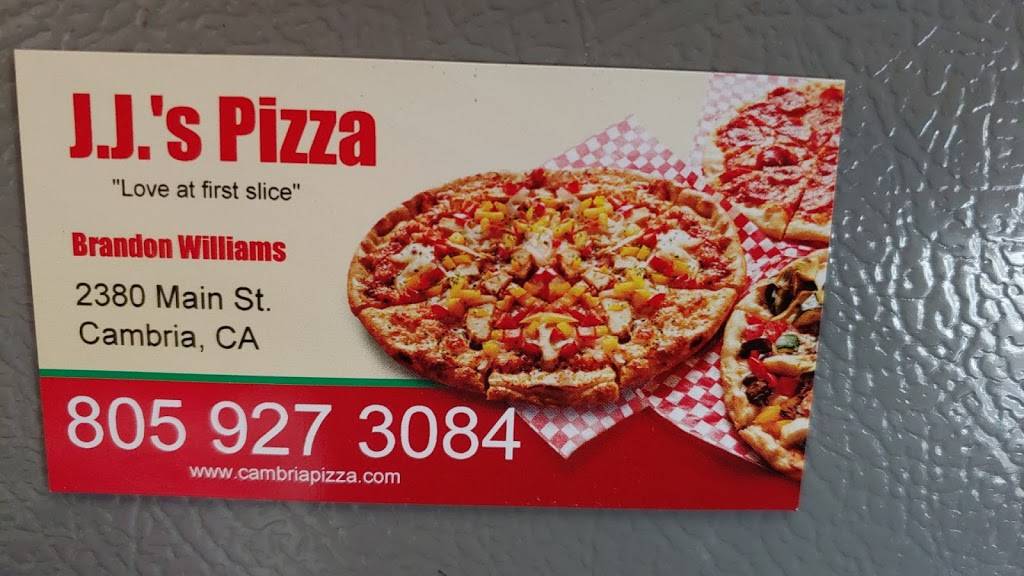 J.J.'s Pizza
"Love at first slice"
Brandon Williams
2380 Main St.
Cambria, CA
805 927 3084
www.cambriapizza.com